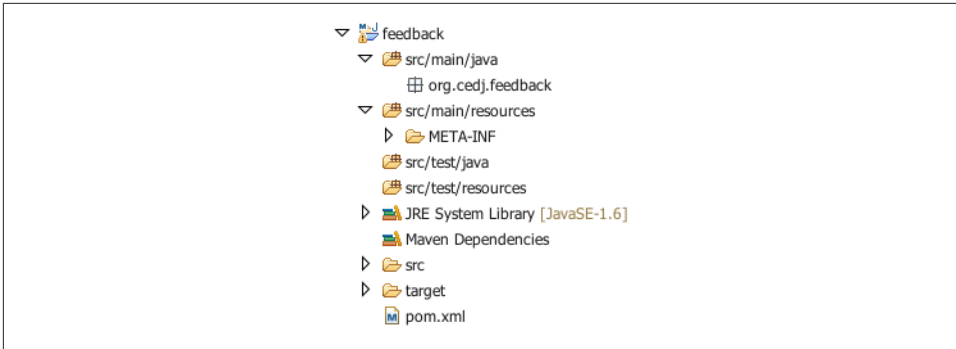 feedback
src/main/java
org.cedj.feedback
src/main/resources
META-INF
src/test/java
src/test/resources
JRE System Library [JavaSE-1.6]
Maven Dependencies
src
target
pom.xml